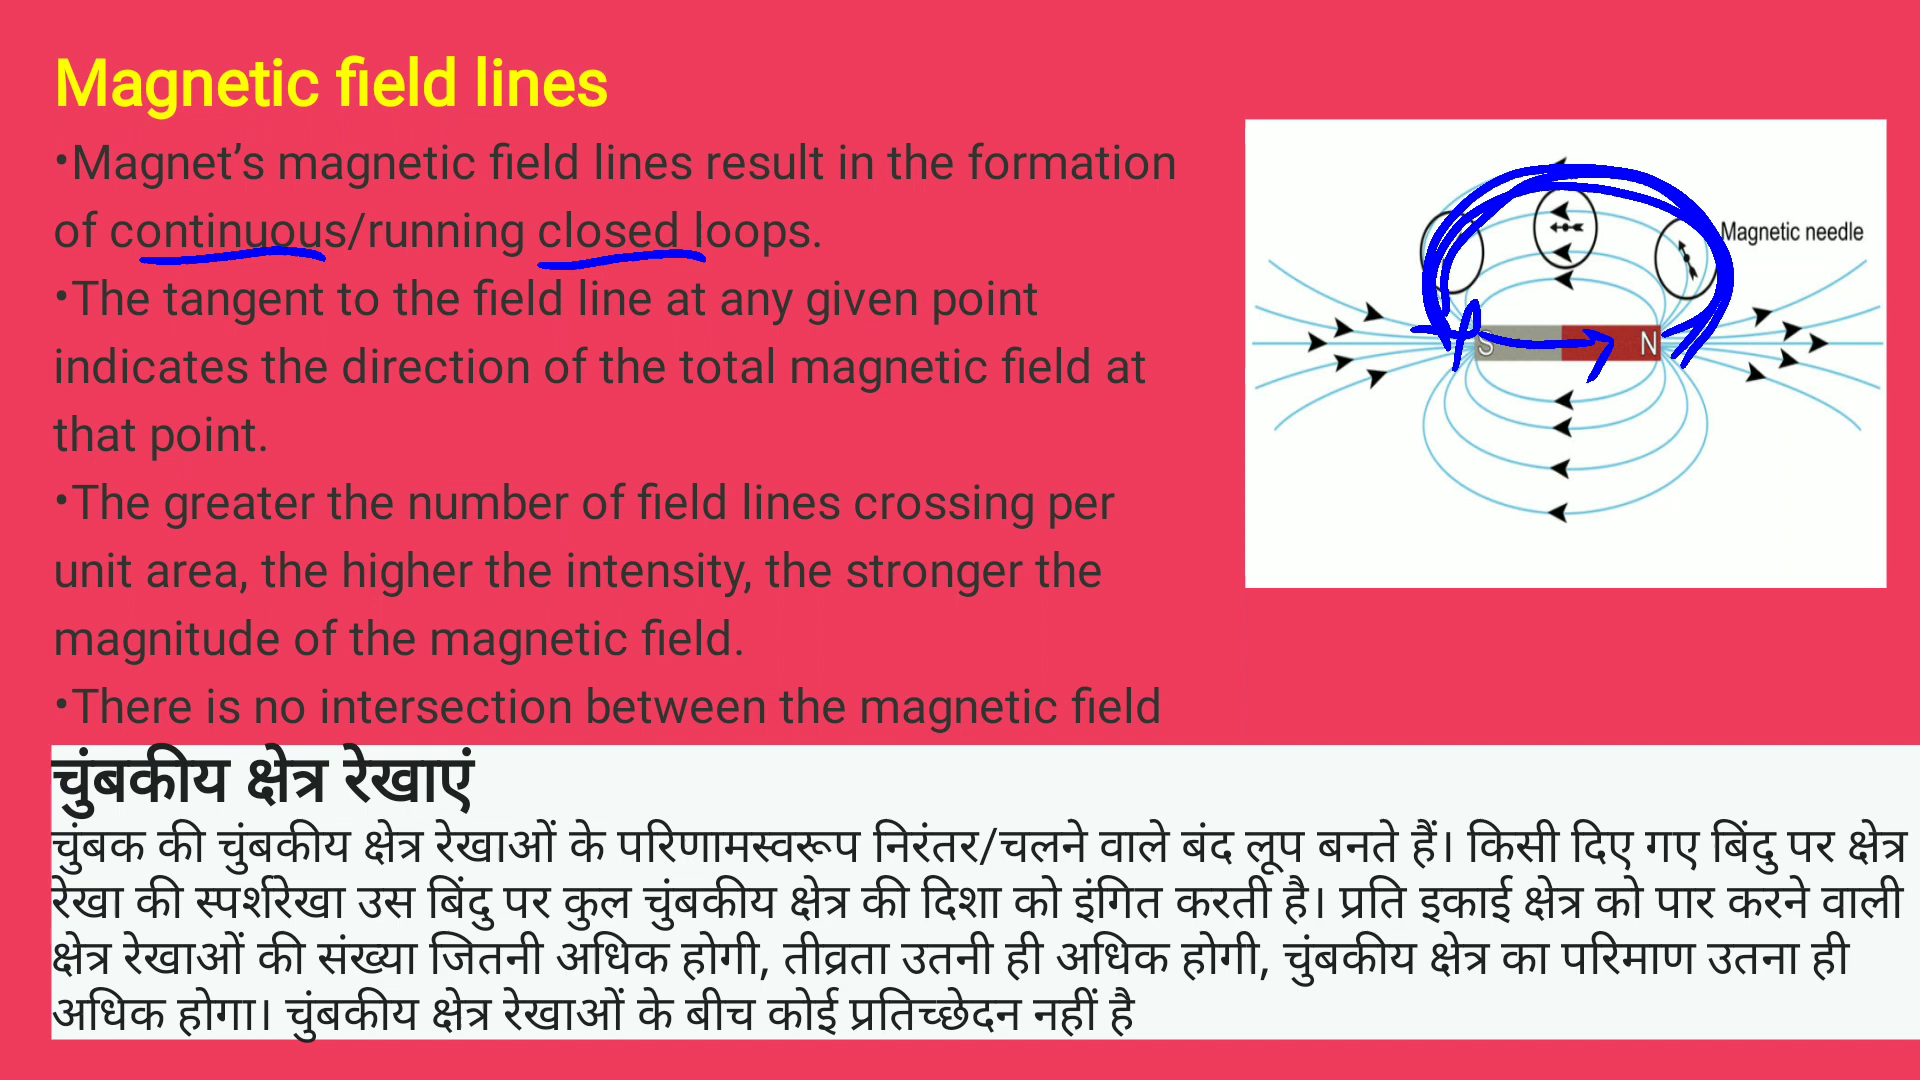 Magnetic field lines
•Magnet’s magnetic field lines result in the formation
of continuous/running closed loops.
•The tangent to the field line at any given point
indicates the direction of the total magnetic field at
that point.
•The greater the number of field lines crossing per
unit area, the higher the intensity, the stronger the
magnitude of the magnetic field.
•There is no intersection between the magnetic field
Magnetic needle
S N
चुंबकीय क्षेत्र रेखाएं
चुंबक की चुंबकीय क्षेत्र रेखाओं के परिणामस्वरूप निरंतर/चलने वाले बंद लूप बनते हैं। किसी दिए गए बिंदु पर क्षेत्र
रेखा की स्पर्शरेखा उस बिंदु पर कुल चुंबकीय क्षेत्र की दिशा को इंगित करती है। प्रति इकाई क्षेत्र को पार करने वाली
क्षेत्र रेखाओं की संख्या जितनी अधिक होगी, तीव्रता उतनी ही अधिक होगी, चुंबकीय क्षेत्र का परिमाण उतना ही
अधिक होगा। चुंबकीय क्षेत्र रेखाओं के बीच कोई प्रतिच्छेदन नहीं है